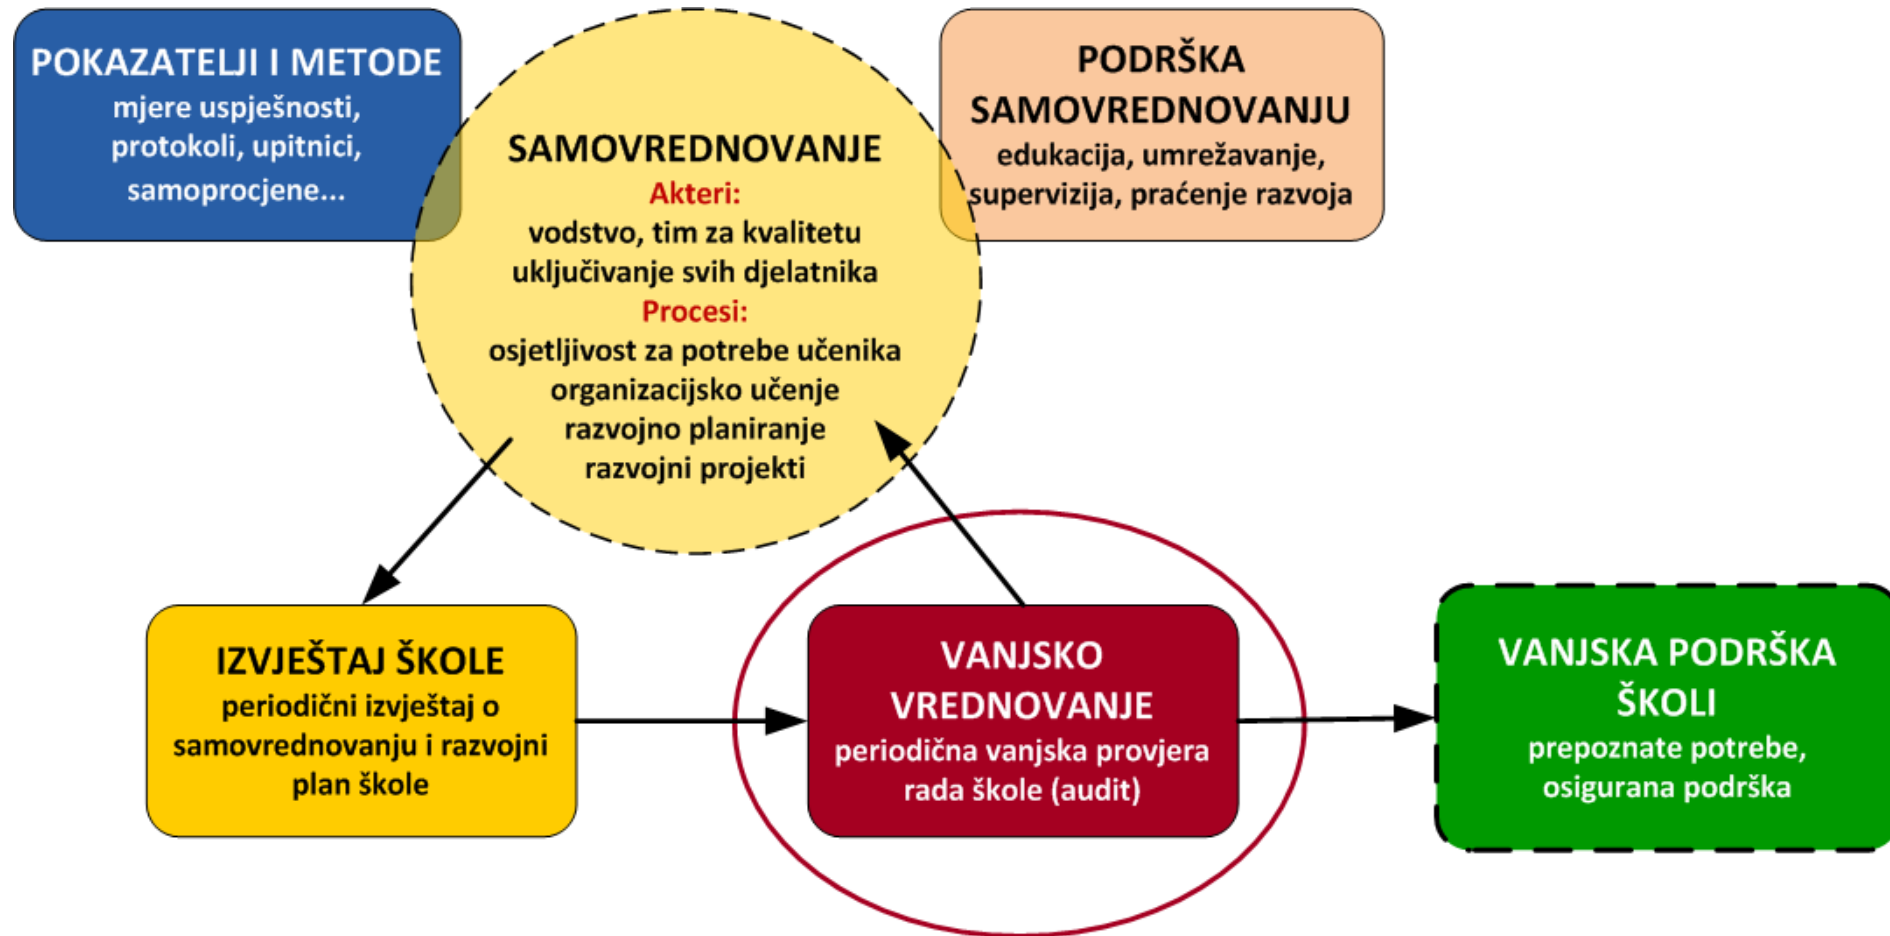 POKAZATELJI I METODE
mjere uspješnosti,
protokoli, upitnici,
samoprocjene...
SAMOVREDNOVANJE
Akteri:
vodstvo, tim za kvalitetu
uključivanje svih djelatnika
Procesi:
osjetljivost za potrebe učenika
organizacijsko učenje
razvojno planiranje
razvojni projekti
PODRŠKA
SAMOVREDNOVANJU
edukacija, umrežavanje,
supervizija, praćenje razvoja
IZVJEŠTAJ ŠKOLE
periodični izvještaj o
samovrednovanju i razvojni
plan škole
VANJSKO
VREDNOVANJE
periodična vanjska provjera
rada škole (audit)
VANJSKA PODRŠKA
ŠKOLI
prepoznate potrebe,
osigurana podrška